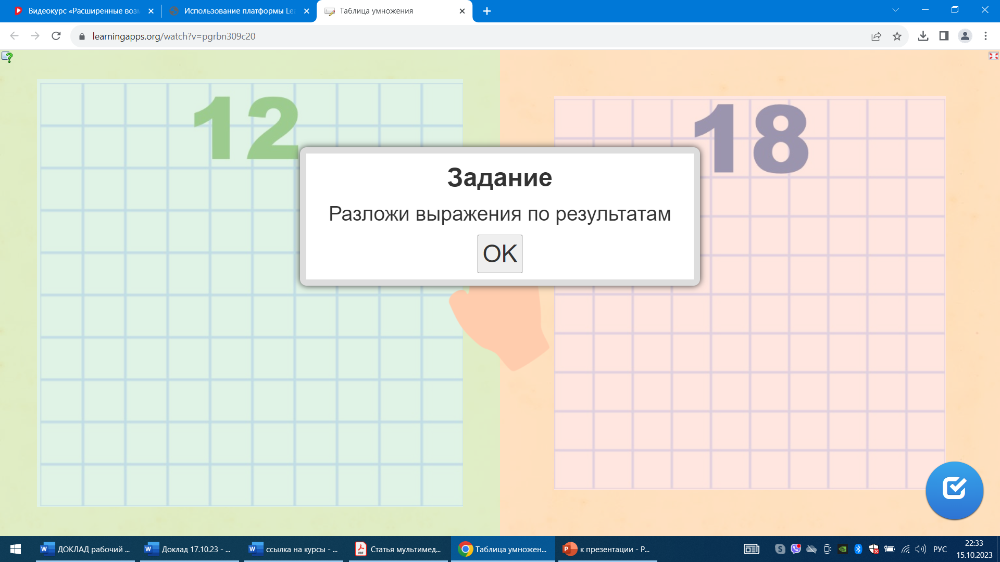 Видеокурс «Расширенные воз
Использование платформы Le
Таблица умножения
learningapps.org/watch?v=pgrbn309c20
12
18
Задание
Разложи выражения по результатам
OK
ДОКЛАД рабочий ...
Доклад 17.10.23 - ...
ссылка на курсы - ...
Статья мультимед...
Таблица умножен...
к презентации - P...
РУС
22:33
15.10.2023